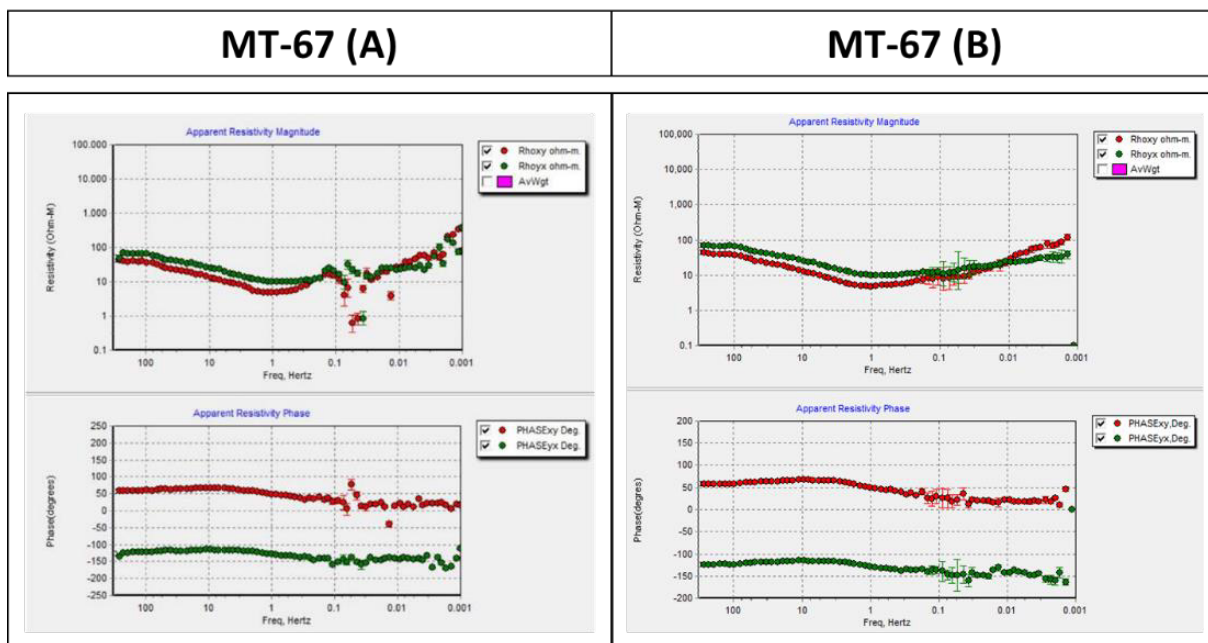 MT-67 (A)
MT-67 (B)
Apparent Resistivity Magnitude
100.000
10.000
1.000
100
10
1
0.1
Resistivity (Ohm-M)
100
10
1
0.1
0.01
0.001
Freq, Hertz
Rhoxy ohm-m.
Rhoyx ohm-m.
AvWgt
Apparent Resistivity Phase
250
200
150
100
50
0
-50
-100
-150
-200
-250
Phase(degrees)
100
10
1
0.1
0.01
0.001
Freq, Hertz
PHASExy Deg.
PHASEyx Deg.
Apparent Resistivity Magnitude
100,000
10,000
1,000
100
10
1
0.1
Resistivity (Ohm-M)
100
10
1
0.1
0.01
0.001
Freq, Hertz
Rhoxy ohm-m.
Rhoyx ohm-m.
AvWgt
Apparent Resistivity Phase
200
150
100
50
0
-50
-100
-150
-200
Phase(degrees)
100
10
1
0.1
0.01
0.001
Freq, Hertz
PHASExy,Deg.
PHASEyx,Deg.